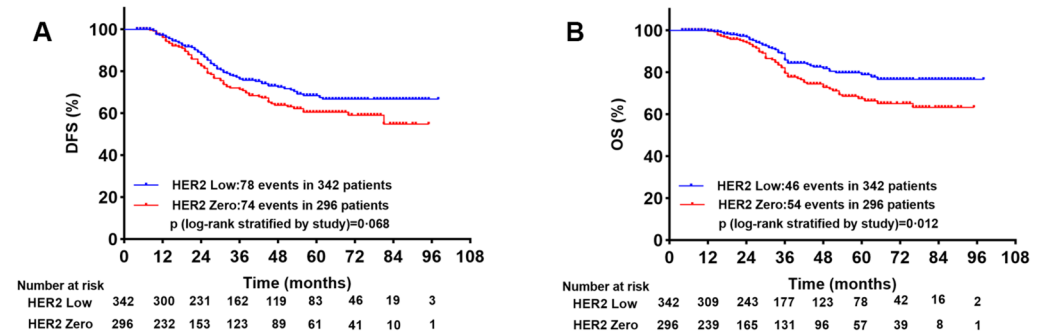 A
100
80
60
40
20
0
DFS (%)
HER2 Low:78 events in 342 patients
HER2 Zero:74 events in 296 patients
p (log-rank stratified by study)=0·068
0 12 24 36 48 60 72 84 96 108
Time (months)
Number at risk
HER2 Low 342 300 231 162 119 83 46 19 3
HER2 Zero 296 232 153 123 89 61 41 10 1
B
100
80
60
40
20
0
OS (%)
HER2 Low:46 events in 342 patients
HER2 Zero:54 events in 296 patients
p (log-rank stratified by study)=0·012
0 12 24 36 48 60 72 84 96 108
Time (months)
Number at risk
HER2 Low 342 309 243 177 123 78 42 16 2
HER2 Zero 296 239 165 131 96 57 39 8 1